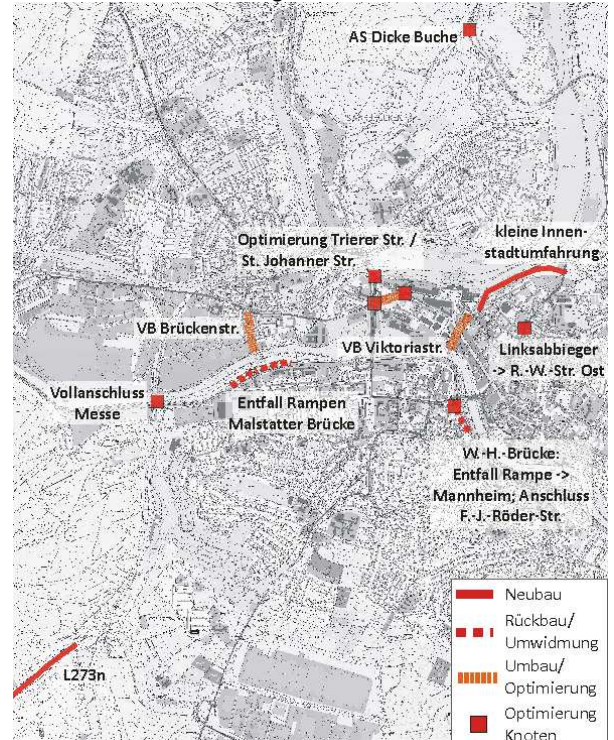 AS Dicke Buche
kleine Innen-
stadtumfahrung
Optimierung Trierer Str. /
St. Johanner Str.
VB Brückenstr.
VB Viktoriastr.
Linksabbieger
-> R.-W.-Str. Ost
Vollanschluss
Messe
Entfall Rampen
Malstatter Brücke
W.-H.-Brücke:
Entfall Rampe ->
Mannheim; Anschluss
F.-J.-Röder-Str.
L273n
Neubau
Rückbau/
Umwidmung
Umbau/
Optimierung
Optimierung
Knoten